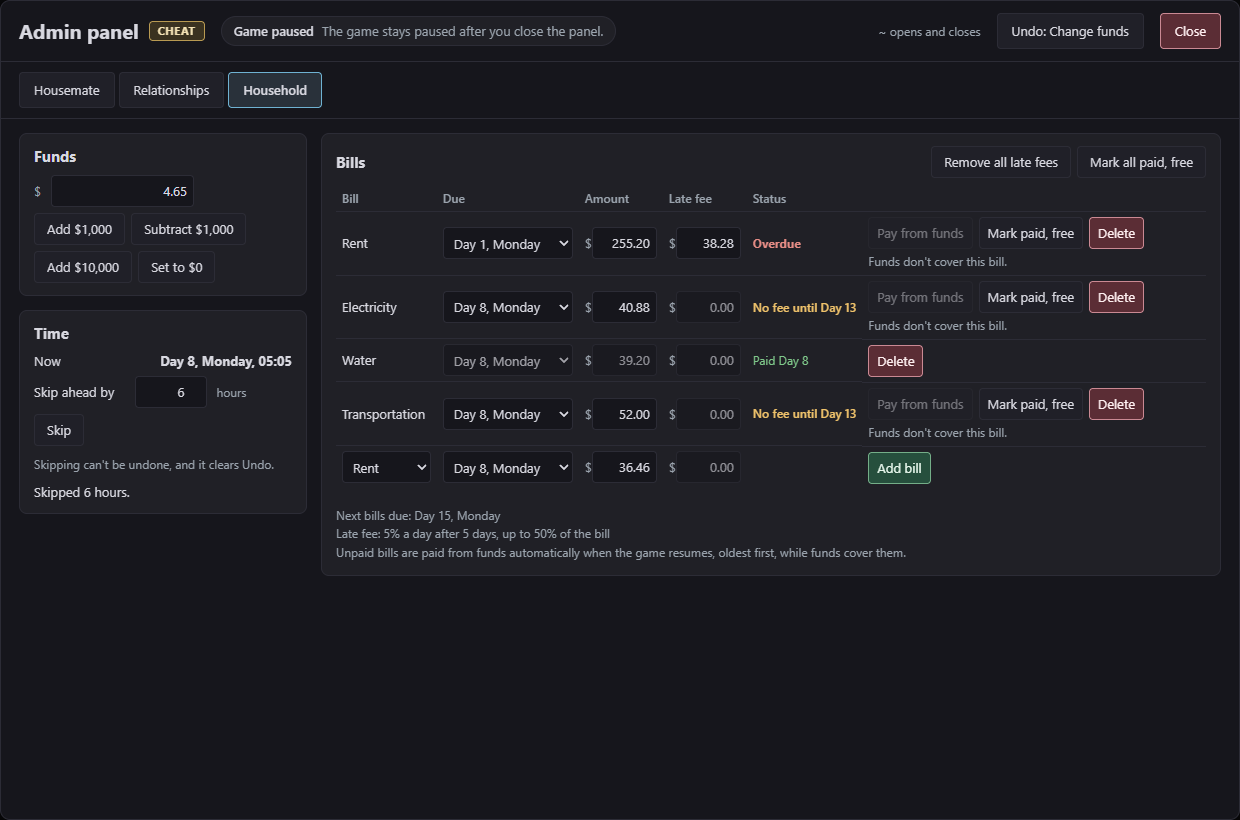 Admin panel CHEAT Game paused The game stays paused after you close the panel. ~ opens and closes Undo: Change funds Close
Housemate Relationships Household
Funds
$ 4.65
Add $1,000 Subtract $1,000
Add $10,000 Set to $0
Time
Now Day 8, Monday, 05:05
Skip ahead by 6 hours
Skip
Skipping can't be undone, and it clears Undo.
Skipped 6 hours.
Bills Remove all late fees Mark all paid, free
Bill Due Amount Late fee Status
Rent Day 1, Monday $ 255.20 $ 38.28 Overdue Pay from funds Mark paid, free Delete
Funds don't cover this bill.
Electricity Day 8, Monday $ 40.88 $ 0.00 No fee until Day 13 Pay from funds Mark paid, free Delete
Funds don't cover this bill.
Water Day 8, Monday $ 39.20 $ 0.00 Paid Day 8 Delete
Transportation Day 8, Monday $ 52.00 $ 0.00 No fee until Day 13 Pay from funds Mark paid, free Delete
Funds don't cover this bill.
Rent Day 8, Monday $ 36.46 $ 0.00 Add bill
Next bills due: Day 15, Monday
Late fee: 5% a day after 5 days, up to 50% of the bill
Unpaid bills are paid from funds automatically when the game resumes, oldest first, while funds cover them.